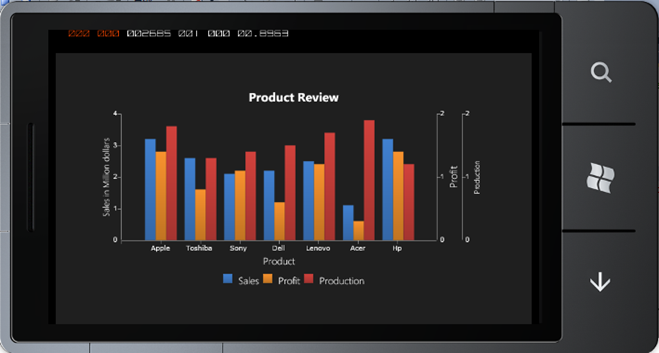 000 000 002685 001 000 00.8963
Product Review
4
3
2
1
0
Sales in Million dollars
2
1
0
Profit
2
1
0
Production
Apple Toshiba Sony Dell Lenovo Acer Hp
Product
Sales Profit Production